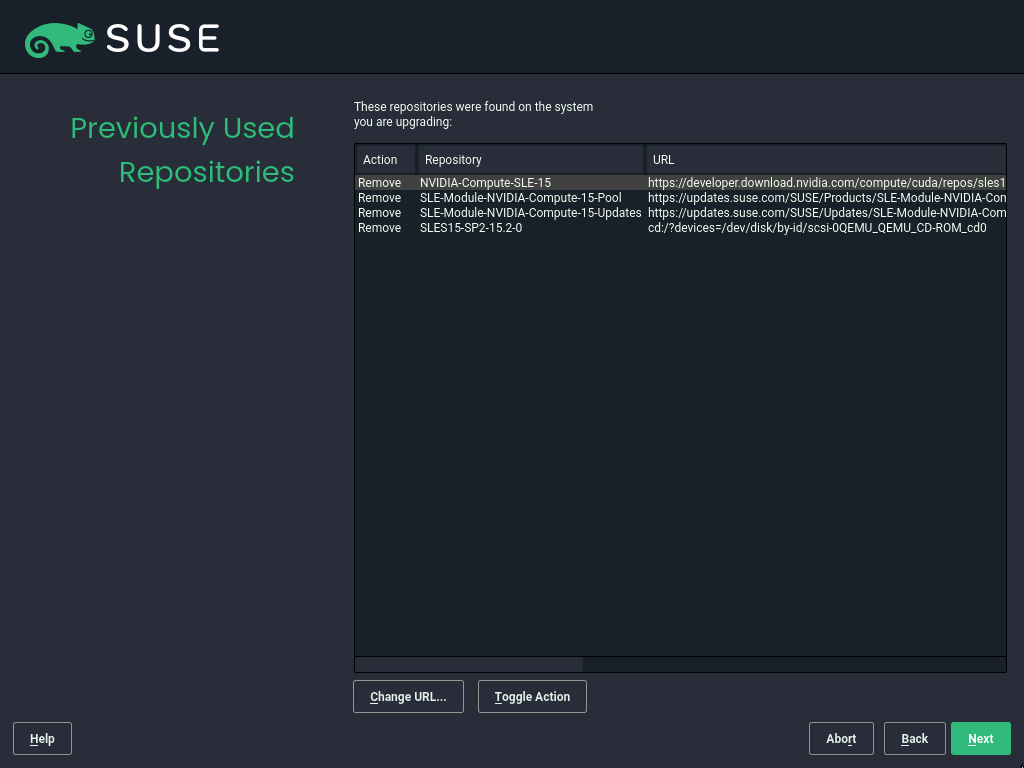 SUSE
Previously Used
Repositories
These repositories were found on the system
you are upgrading:
Action Repository URL
Remove NVIDIA-Compute-SLE-15 https://developer.download.nvidia.com/compute/cuda/repos/sles1
Remove SLE-Module-NVIDIA-Compute-15-Pool https://updates.suse.com/SUSE/Products/SLE-Module-NVIDIA-Com
Remove SLE-Module-NVIDIA-Compute-15-Updates https://updates.suse.com/SUSE/Updates/SLE-Module-NVIDIA-Com
Remove SLES15-SP2-15.2-0 cd:/?devices=/dev/disk/by-id/scsi-0QEMU_QEMU_CD-ROM_cd0
Change URL... Toggle Action
Help Abort Back Next